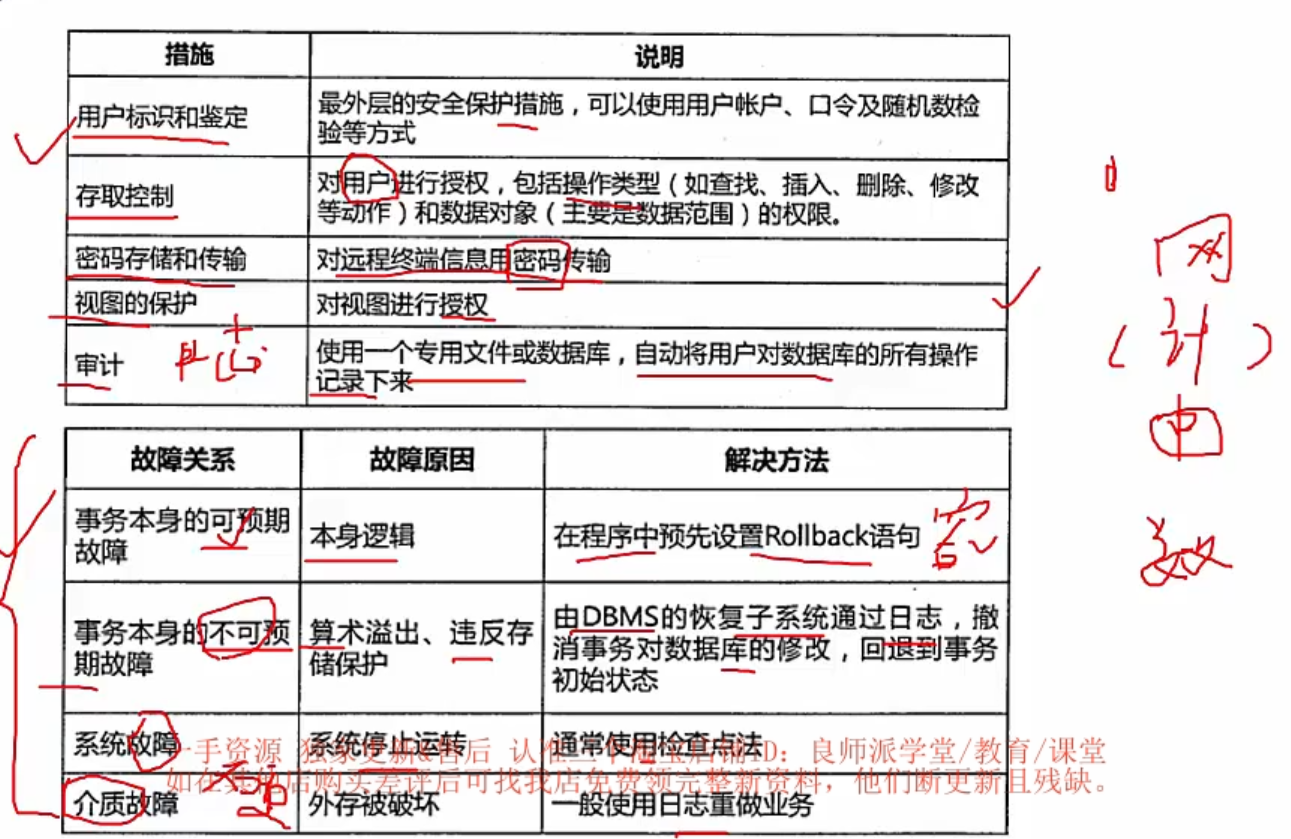 措施 说明
用户标识和鉴定 最外层的安全保护措施，可以使用用户帐户、口令及随机数检
验等方式
存取控制 对用户进行授权，包括操作类型（如查找、插入、删除、修改
等动作）和数据对象（主要是数据范围）的权限。
密码存储和传输 对远程终端信息用密码传输
视图的保护 对视图进行授权
审计 使用一个专用文件或数据库，自动将用户对数据库的所有操作
记录下来
网
（计）
中
数
故障关系 故障原因 解决方法
事务本身的可预期
故障 本身逻辑 在程序中预先设置Rollback语句
事务本身的不可预
期故障 算术溢出、违反存
储保护 由DBMS的恢复子系统通过日志，撤
消事务对数据库的修改，回退到事务
初始状态
系统故障 系统停止运转 通常使用检查点法
一手资源 独家更新&售后 认准 店铺ID：良师派学堂/教育/课堂
店购买差评后可找我店免费领完整新资料，他们断更新且残缺。
介质故障 外存被破坏 一般使用日志重做业务